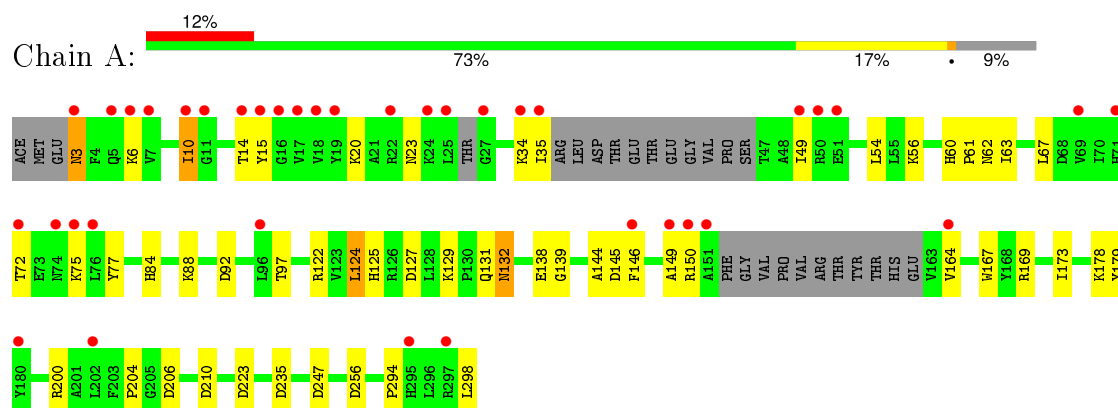 12%
Chain A:
73% 17% • 9%
ACE MET GLU N3 F4 Q5 K6 V7 I10 G11 T14 Y15 G16 V17 V18 Y19 K20 A21 R22 N23 K24 L25 THR G27 K34 I35 ARG LEU ASP THR GLU THR GLU GLY VAL PRO SER T47 A48 I49 R50 E51 L54 L55 K56 H60 P61 N62 I63 L67 D68 V69 I70 H71
T72 E73 N74 K75 L76 Y77 H84 K88 D92 L96 T97 R122 V123 L124 H125 R126 D127 L128 K129 P130 Q131 N132 E138 G139 A144 D145 F146 A149 R150 A151 PHE GLY VAL PRO VAL ARG THR TYR THR HIS GLU V163 V164 W167 Y168 R169 I173 K178 Y179
Y180 R200 A201 L202 F203 P204 G205 D206 D210 D223 D235 D247 D256 P294 H295 L296 R297 L298